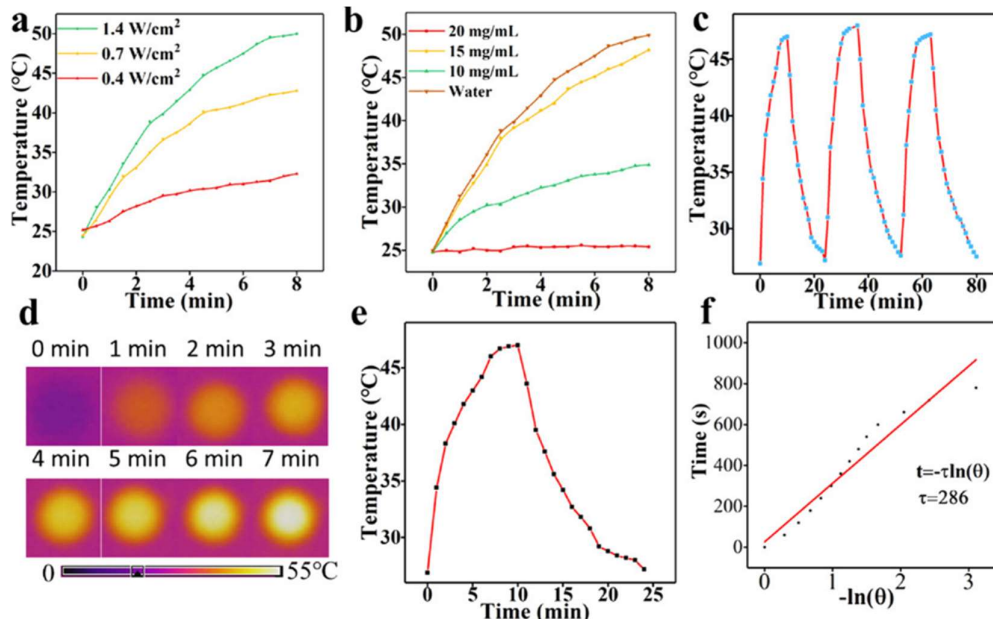 a
1.4 W/cm²
0.7 W/cm²
0.4 W/cm²
Temperature (°C)
50
45
40
35
30
25
20
0 2 4 6 8
Time (min)
b
20 mg/mL
15 mg/mL
10 mg/mL
Water
Temperature (°C)
50
45
40
35
30
25
0 2 4 6 8
Time (min)
c
Temperature (°C)
45
40
35
30
0 20 40 60 80
Time (min)
d
0 min 1 min 2 min 3 min
4 min 5 min 6 min 7 min
0 55°C
e
Temperature (°C)
45
40
35
30
0 5 10 15 20 25
Time (min)
f
Time (s)
1000
800
600
400
200
0
t=-τln(θ)
τ=286
0 1 2 3
-ln(θ)